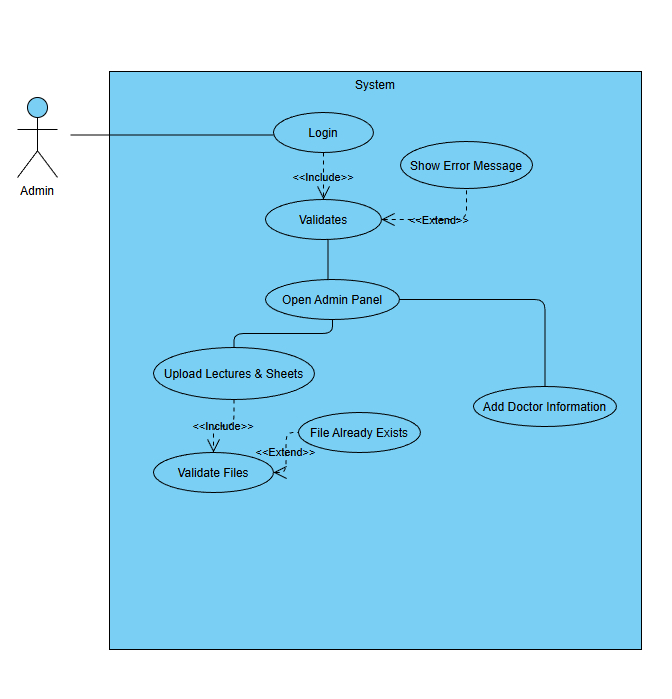 System
Admin
Login
<<Include>>
Show Error Message
Validates
<<Extend>>
Open Admin Panel
Upload Lectures & Sheets
Add Doctor Information
<<Include>>
File Already Exists
<<Extend>>
Validate Files